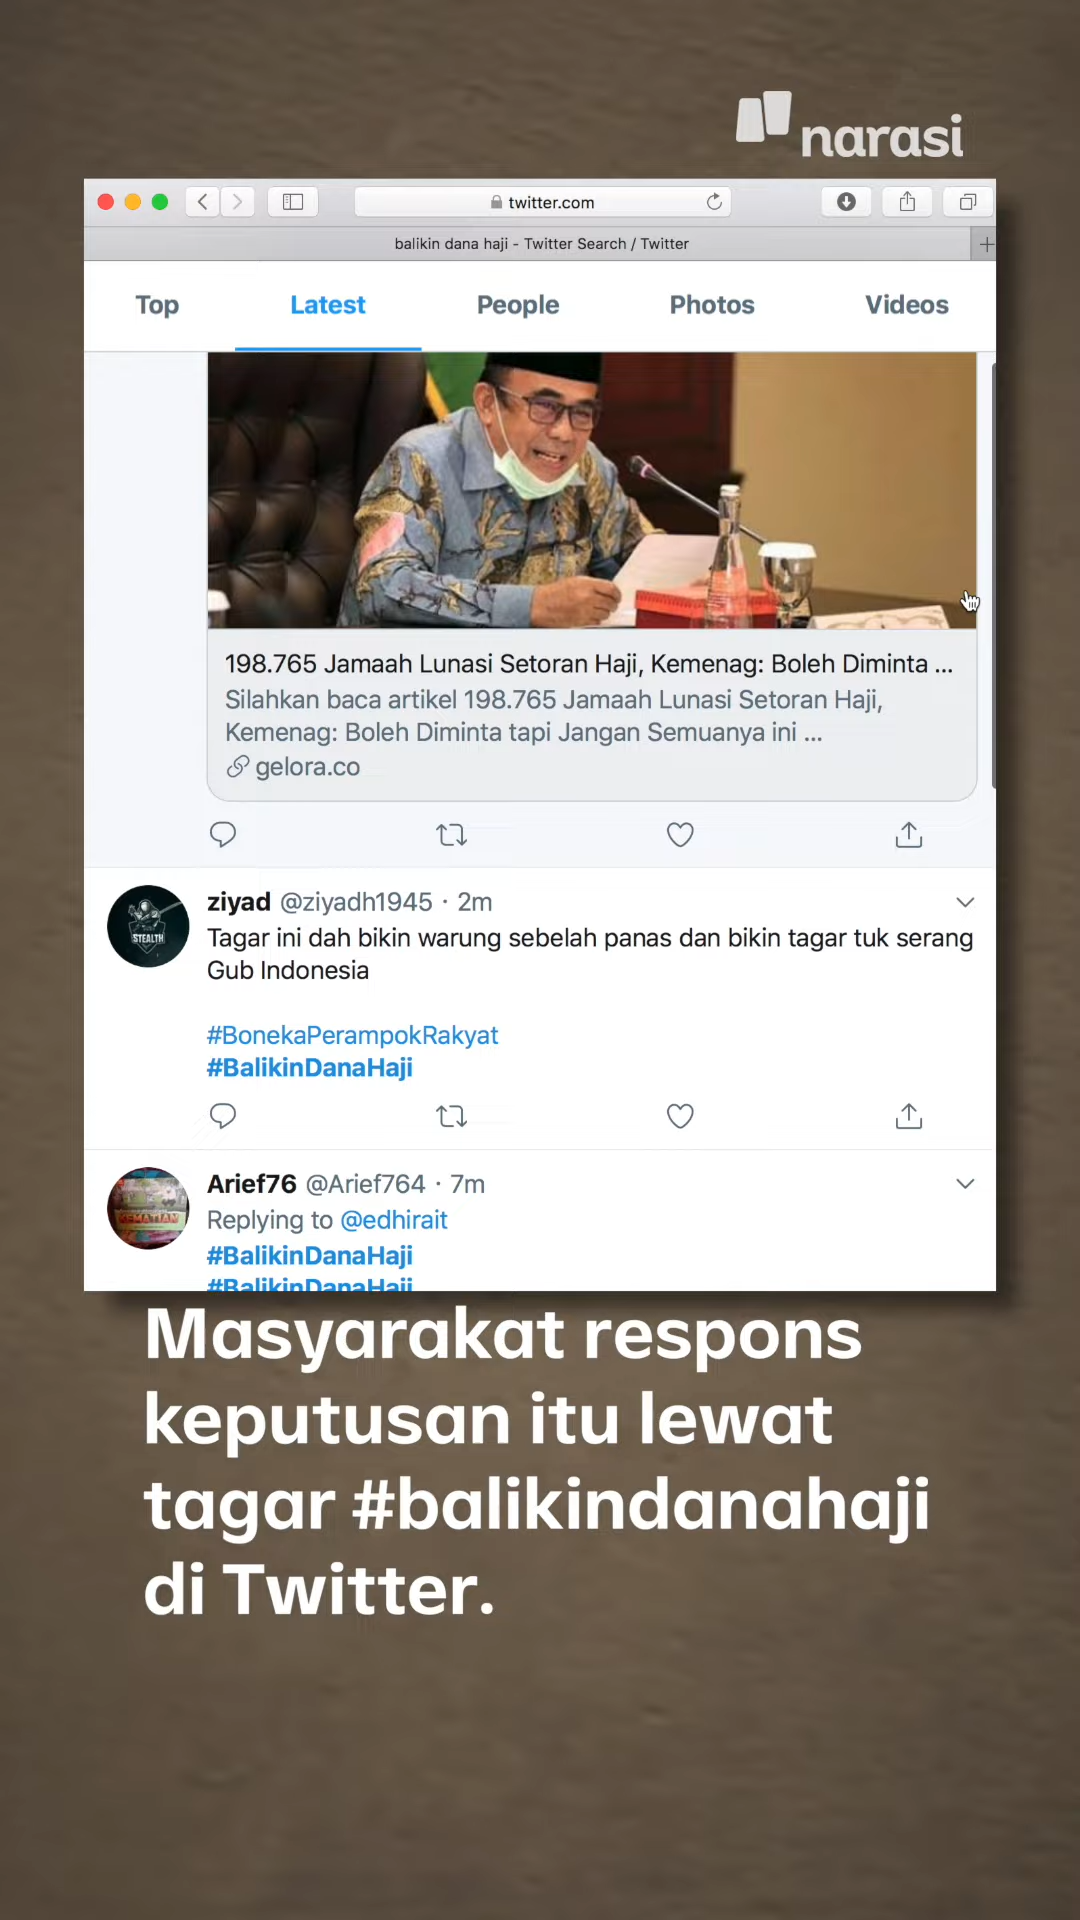 narasi
twitter.com
balikin dana haji - Twitter Search / Twitter
Top
Latest
People
Photos
Videos
198.765 Jamaah Lunasi Setoran Haji, Kemenag: Boleh Diminta ...
Silahkan baca artikel 198.765 Jamaah Lunasi Setoran Haji,
Kemenag: Boleh Diminta tapi Jangan Semuanya ini ...
gelora.co
ziyad @ziyadh1945 · 2m
STEALTH
Tagar ini dah bikin warung sebelah panas dan bikin tagar tuk serang
Gub Indonesia
#BonekaPerampokRakyat
#BalikinDanaHaji
Arief76 @Arief764 · 7m
KEMATIAN
Replying to @edhirait
#BalikinDanaHaji
#BalikinDanaHaji
Masyarakat respons
keputusan itu lewat
tagar #balikindanahaji
di Twitter.